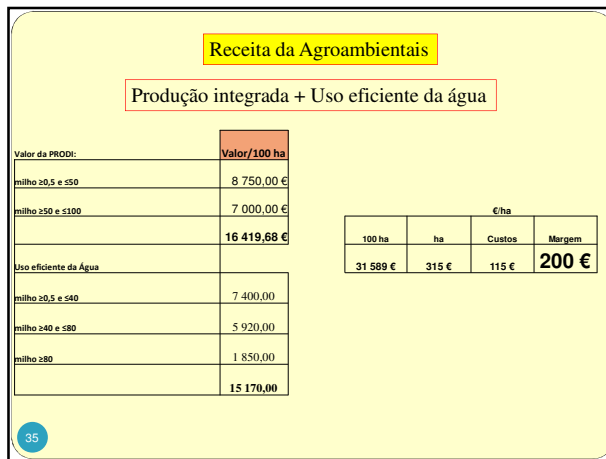 Receita da Agroambientais
Produção integrada + Uso eficiente da água
Valor da PRODI: Valor/100 ha
milho ≥0,5 e ≤50 8 750,00 €
milho ≥50 e ≤100 7 000,00 €
16 419,68 €
Uso eficiente da Água
milho ≥0,5 e ≤40 7 400,00
milho ≥40 e ≤80 5 920,00
milho ≥80 1 850,00
15 170,00
€/ha
100 ha ha Custos Margem
31 589 € 315 € 115 € 200 €
35